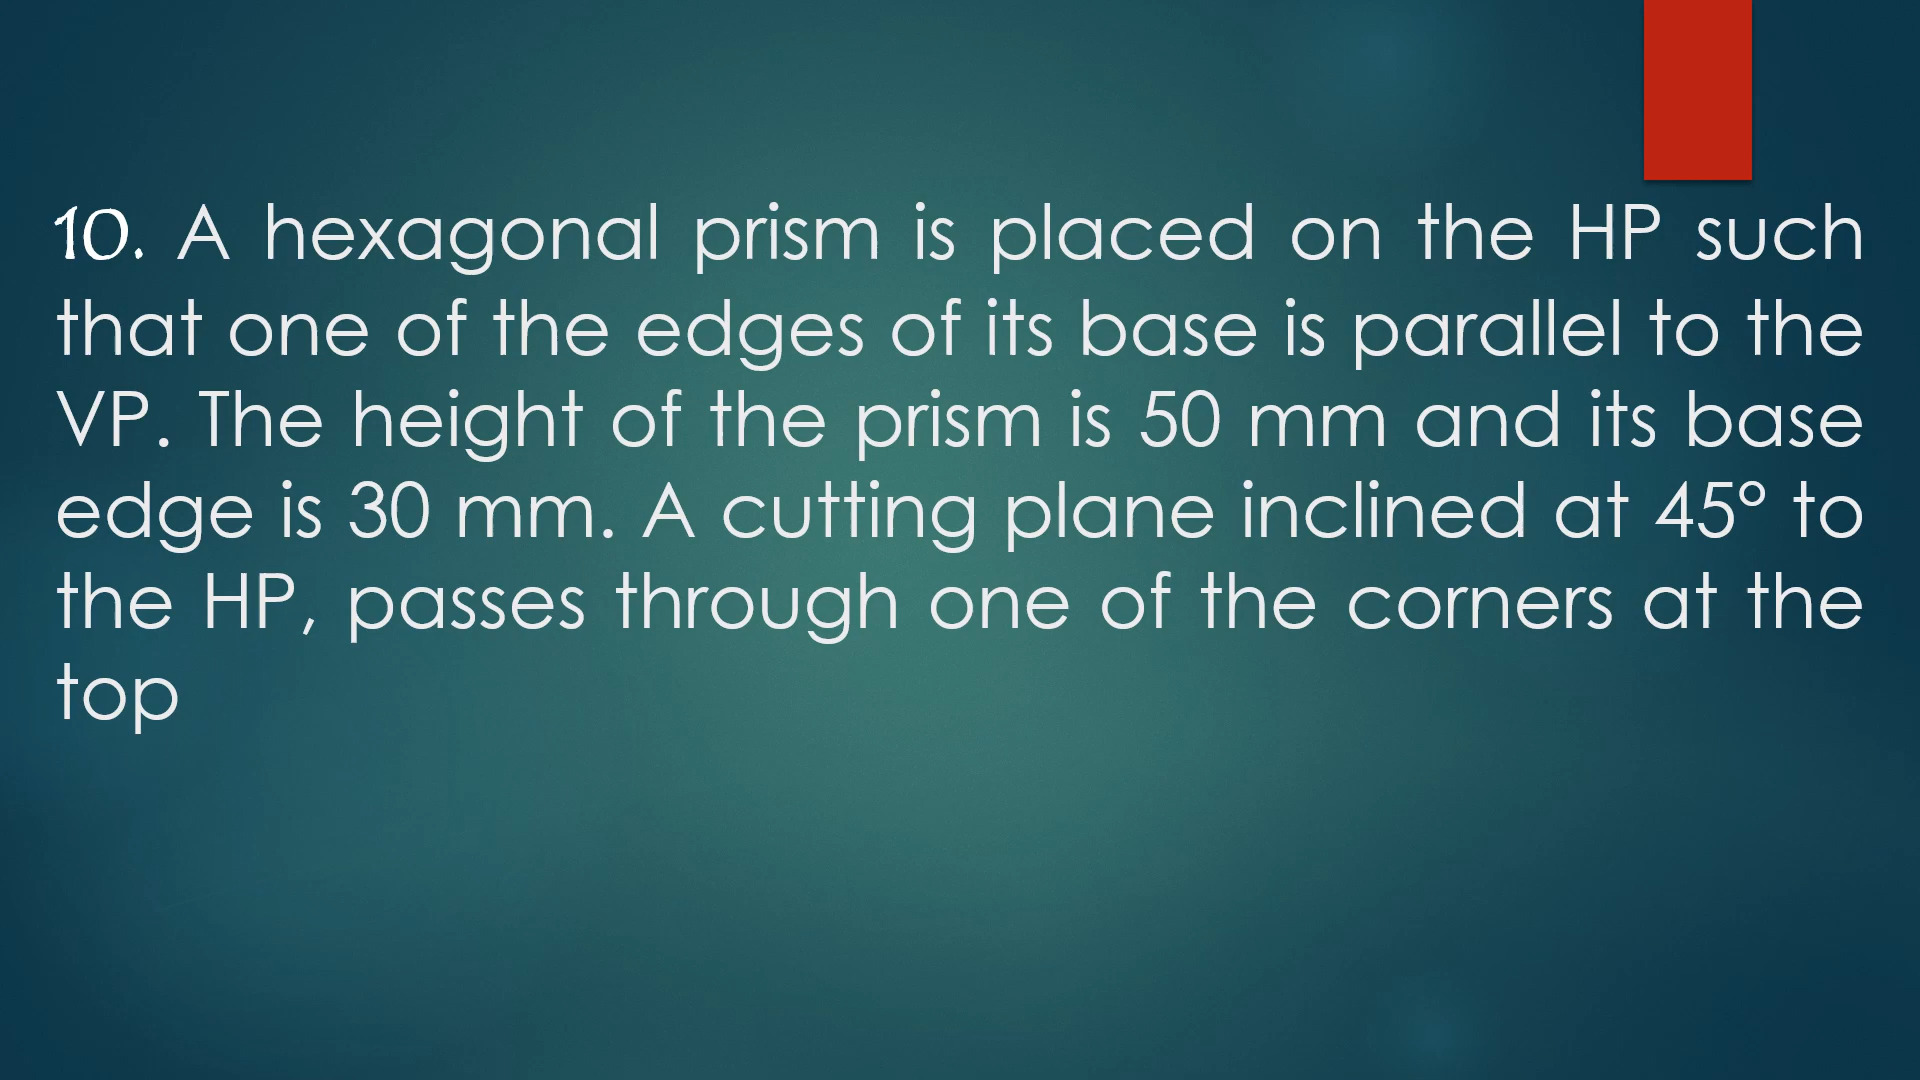 10. A hexagonal prism is placed on the HP such
that one of the edges of its base is parallel to the
VP. The height of the prism is 50 mm and its base
edge is 30 mm. A cutting plane inclined at 45° to
the HP, passes through one of the corners at the
top